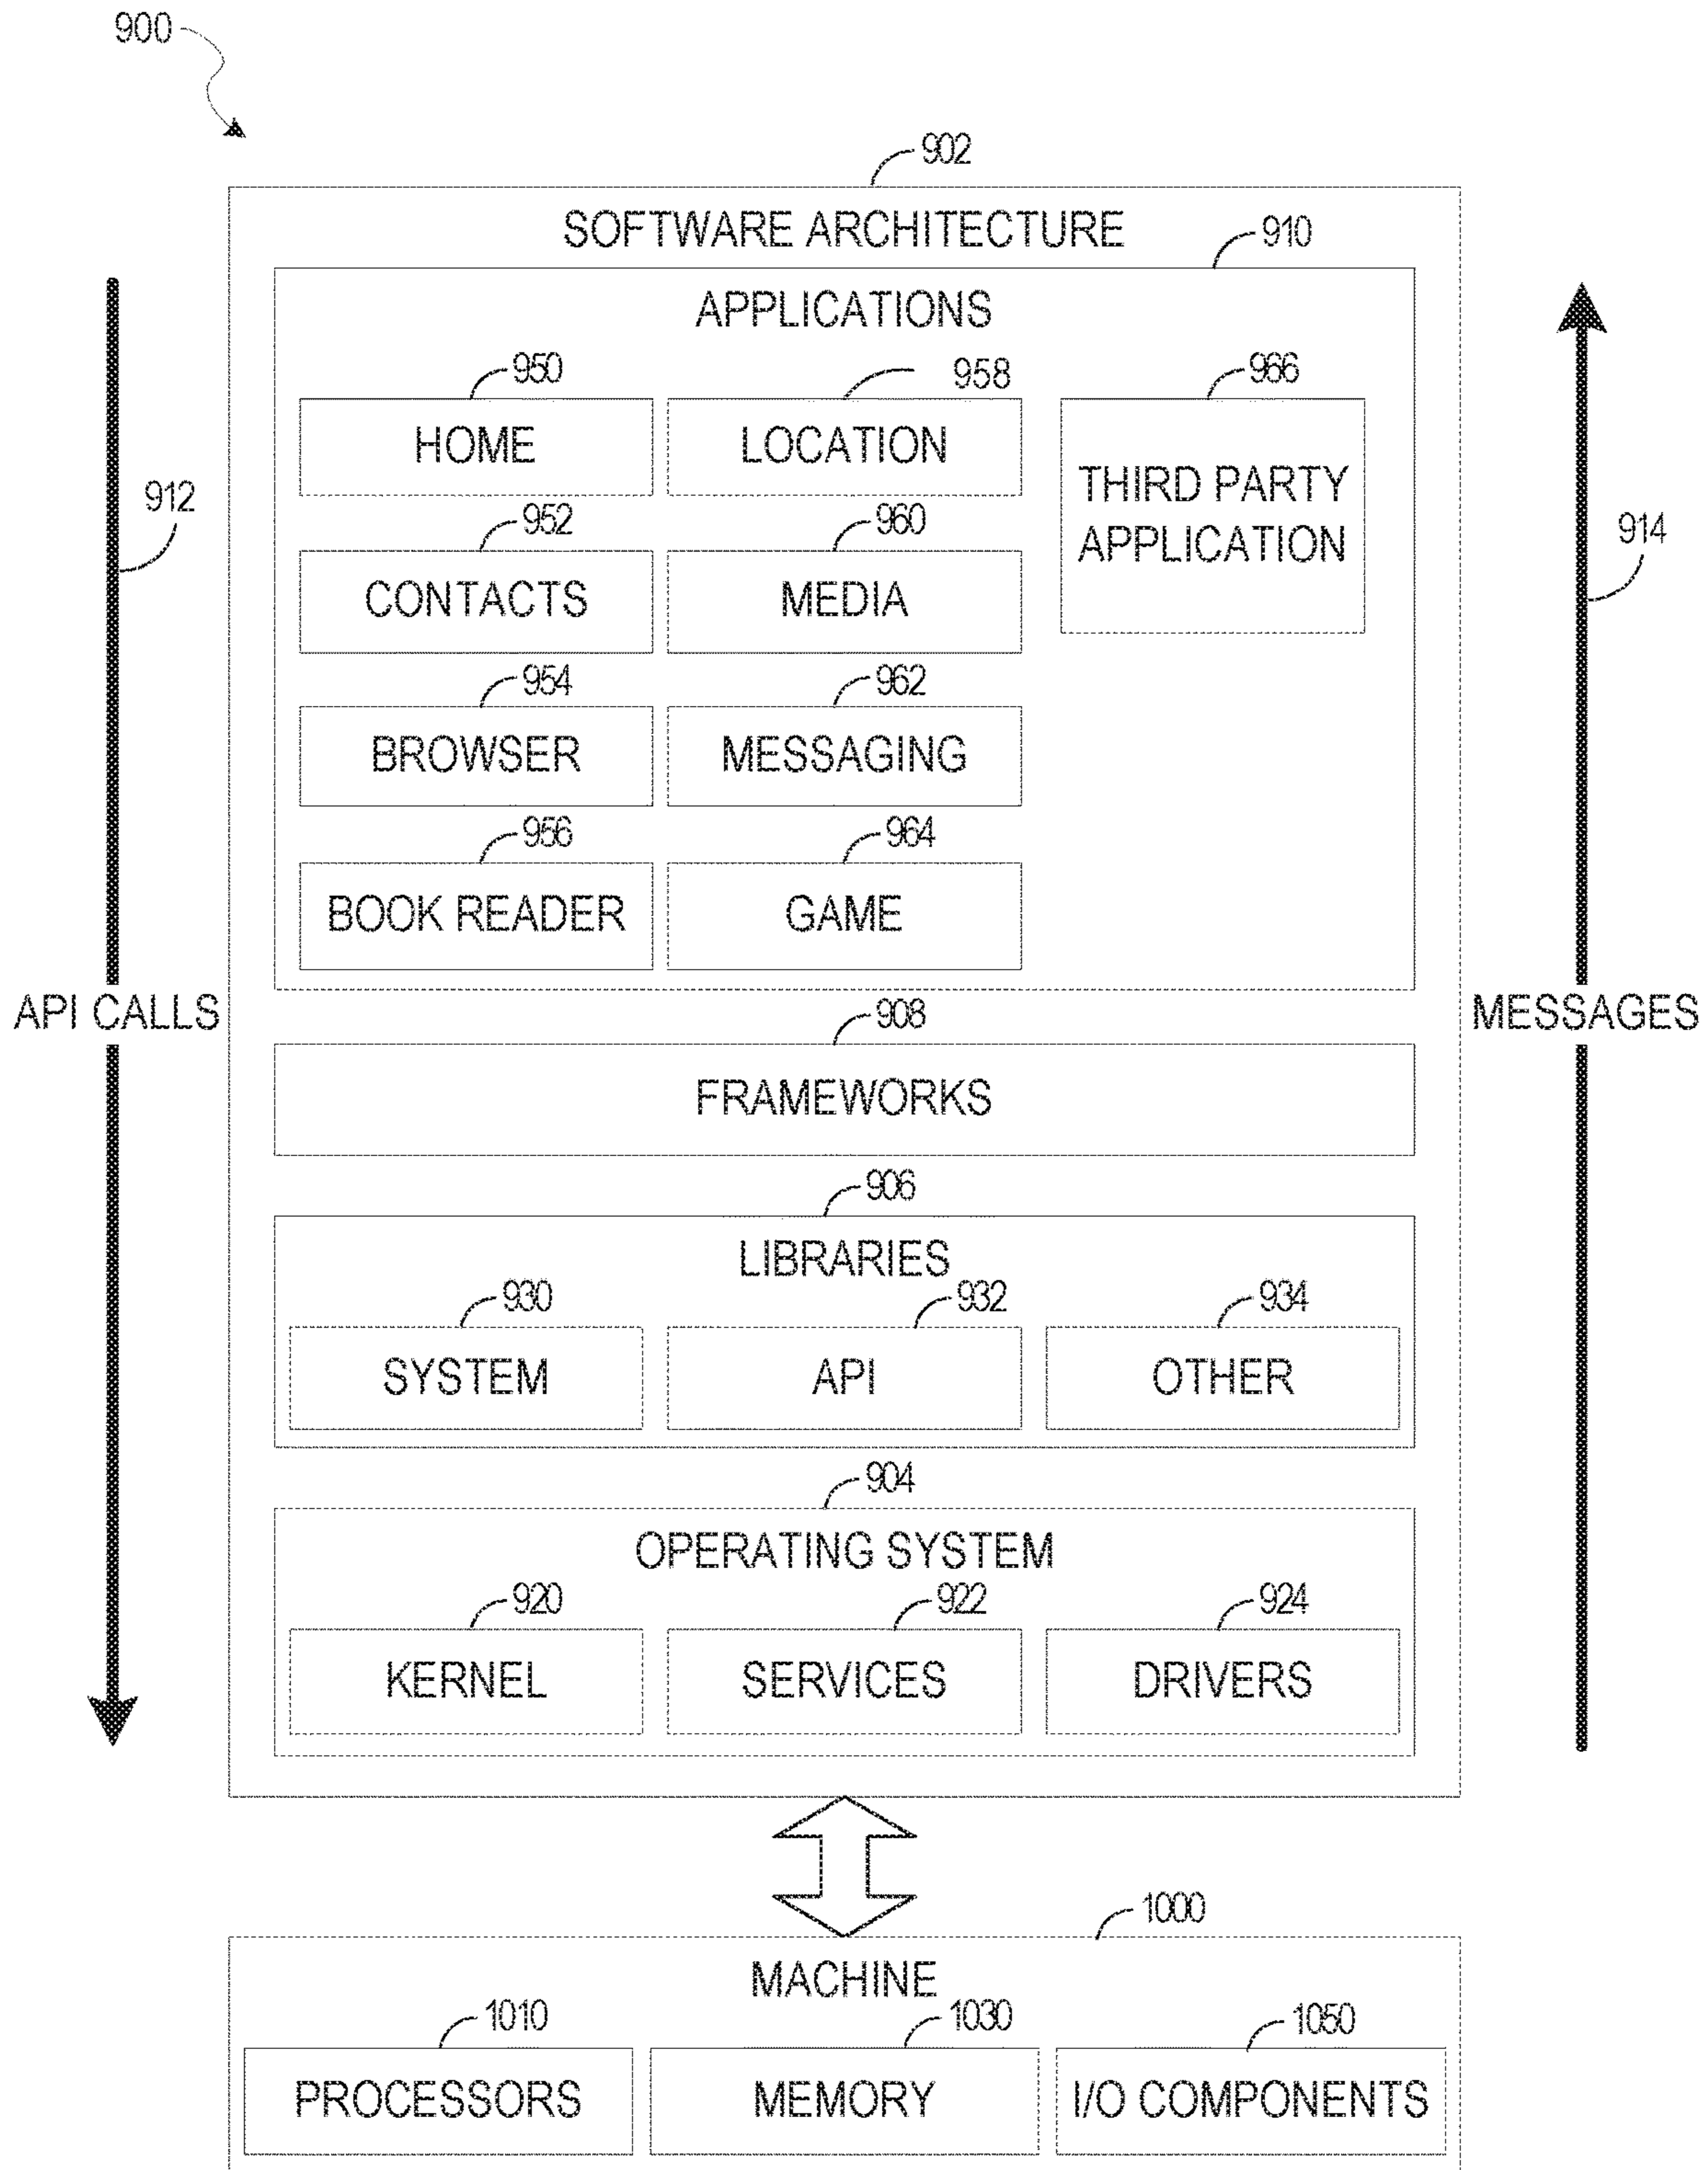 900
902
SOFTWARE ARCHITECTURE
910
APPLICATIONS
950
958
966
HOME
LOCATION
THIRD PARTY
APPLICATION
912
914
952
960
CONTACTS
MEDIA
954
962
BROWSER
MESSAGING
956
964
BOOK READER
GAME
API CALLS
MESSAGES
908
FRAMEWORKS
906
LIBRARIES
930
932
934
SYSTEM
API
OTHER
904
OPERATING SYSTEM
920
922
924
KERNEL
SERVICES
DRIVERS
1000
MACHINE
1010
1030
1050
PROCESSORS
MEMORY
I/O COMPONENTS